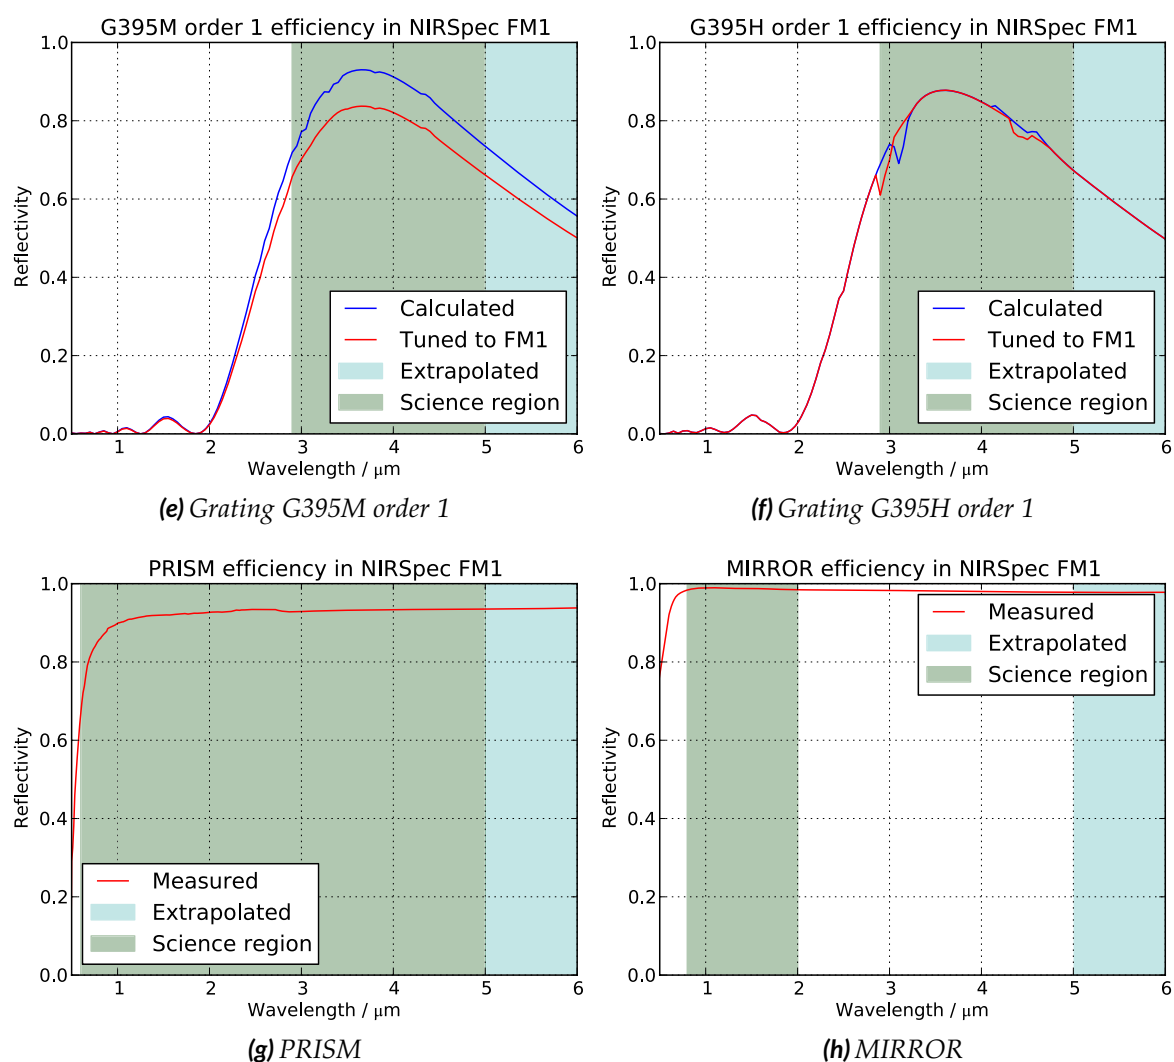 G395M order 1 efficiency in NIRSpec FM1
1.0
0.8
0.6
0.4
0.2
0.0
Reflectivity
Calculated
Tuned to FM1
Extrapolated
Science region
1 2 3 4 5 6
Wavelength / μm
(e) Grating G395M order 1
G395H order 1 efficiency in NIRSpec FM1
1.0
0.8
0.6
0.4
0.2
0.0
Reflectivity
Calculated
Tuned to FM1
Extrapolated
Science region
1 2 3 4 5 6
Wavelength / μm
(f) Grating G395H order 1
PRISM efficiency in NIRSpec FM1
1.0
0.8
0.6
0.4
0.2
0.0
Reflectivity
Measured
Extrapolated
Science region
1 2 3 4 5 6
Wavelength / μm
(g) PRISM
MIRROR efficiency in NIRSpec FM1
1.0
0.8
0.6
0.4
0.2
0.0
Reflectivity
Measured
Extrapolated
Science region
1 2 3 4 5 6
Wavelength / μm
(h) MIRROR